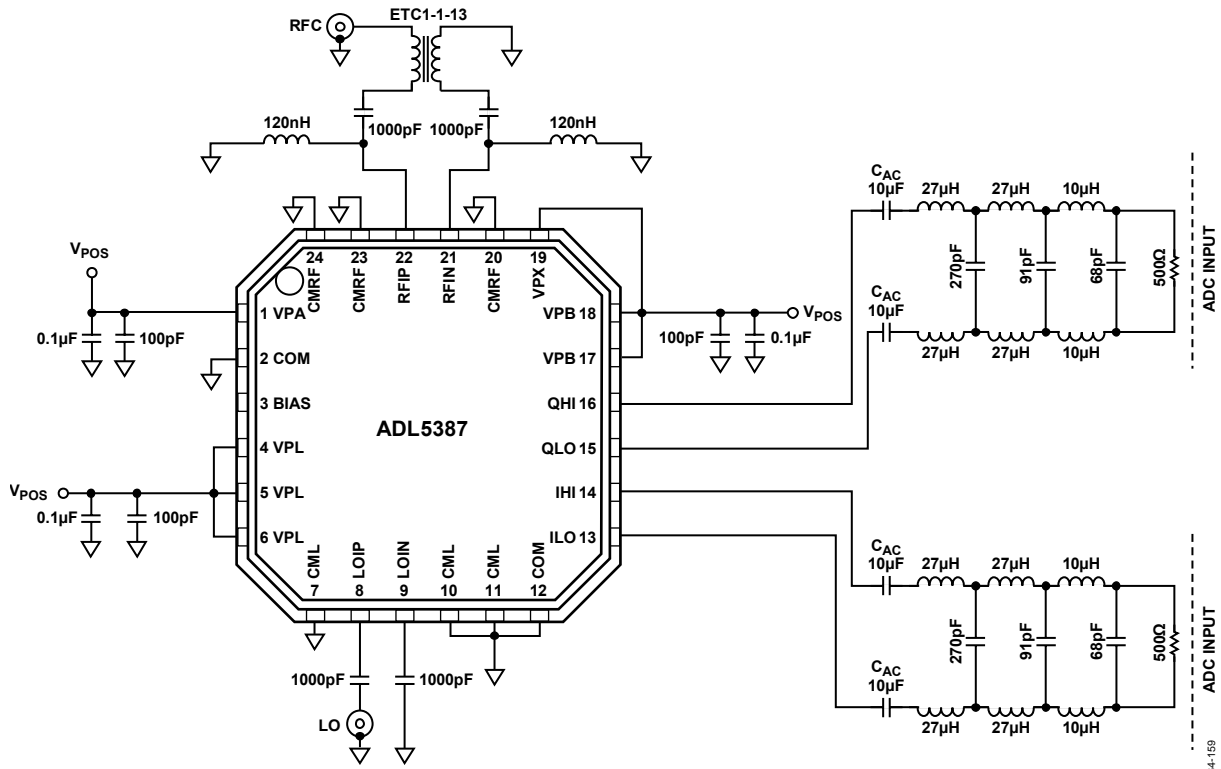 ETC1-1-13
RFC
120nH
1000pF 1000pF
120nH
CAC
10µF
27µH 27µH 10µH
270pF
91pF
68pF
500Ω
ADC INPUT
CAC
10µF
27µH 27µH 10µH
VPOS
0.1µF 100pF
24 CMRF
23 CMRF
22 RFIP
21 RFIN
20 CMRF
19 VPX
1 VPA
2 COM
3 BIAS
4 VPL
5 VPL
6 VPL
ADL5387
VPB 18
VPB 17
QHI 16
QLO 15
IHI 14
ILO 13
100pF 0.1µF
VPOS
VPOS
0.1µF 100pF
CML 7
LOIP 8
LOIN 9
CML 10
CML 11
COM 12
1000pF 1000pF
LO
CAC
10µF
27µH 27µH 10µH
270pF
91pF
68pF
500Ω
ADC INPUT
CAC
10µF
27µH 27µH 10µH
4-159